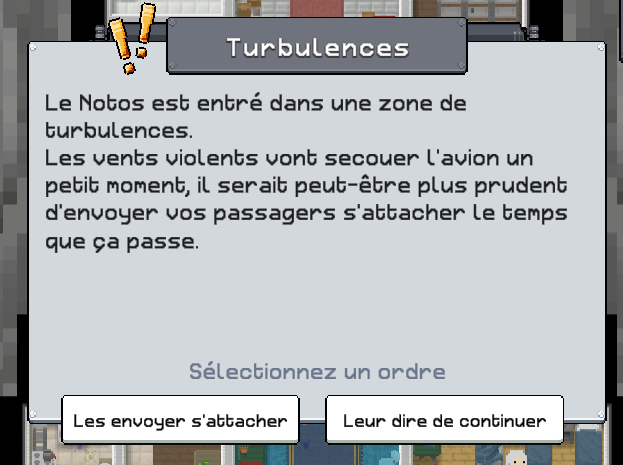 Turbulences
Le Notos est entré dans une zone de
turbulences.
Les vents violents vont secouer l'avion un
petit moment, il serait peut-être plus prudent
d'envoyer vos passagers s'attacher le temps
que ça passe.
Sélectionnez un ordre
Les envoyer s'attacher
Leur dire de continuer